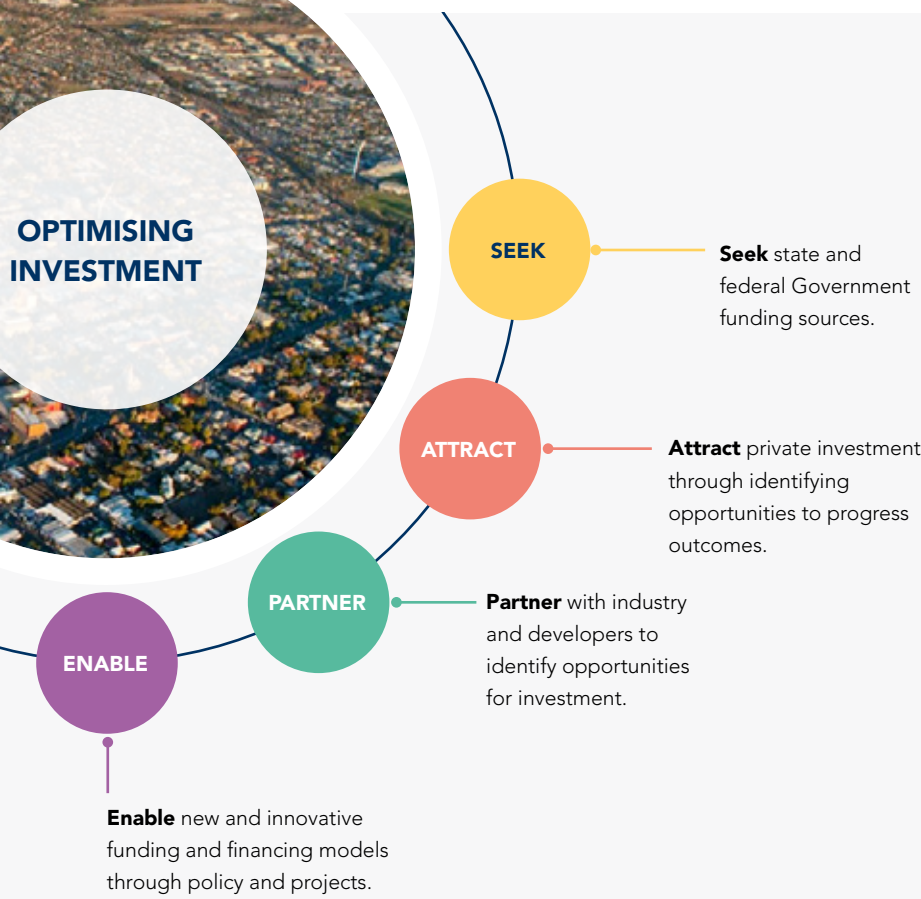 OPTIMISING
INVESTMENT
SEEK
Seek state and
federal Government
funding sources.
ATTRACT
Attract private investment
through identifying
opportunities to progress
outcomes.
PARTNER
Partner with industry
and developers to
identify opportunities
for investment.
ENABLE
Enable new and innovative
funding and financing models
through policy and projects.